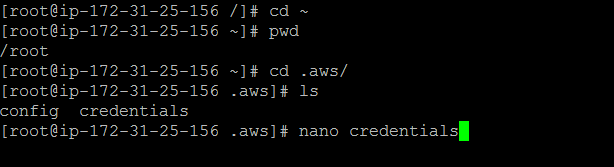 [root@ip-172-31-25-156 /]# cd ~
[root@ip-172-31-25-156 ~]# pwd
/root
[root@ip-172-31-25-156 ~]# cd .aws/
[root@ip-172-31-25-156 .aws]# ls
config  credentials
[root@ip-172-31-25-156 .aws]# nano credentials